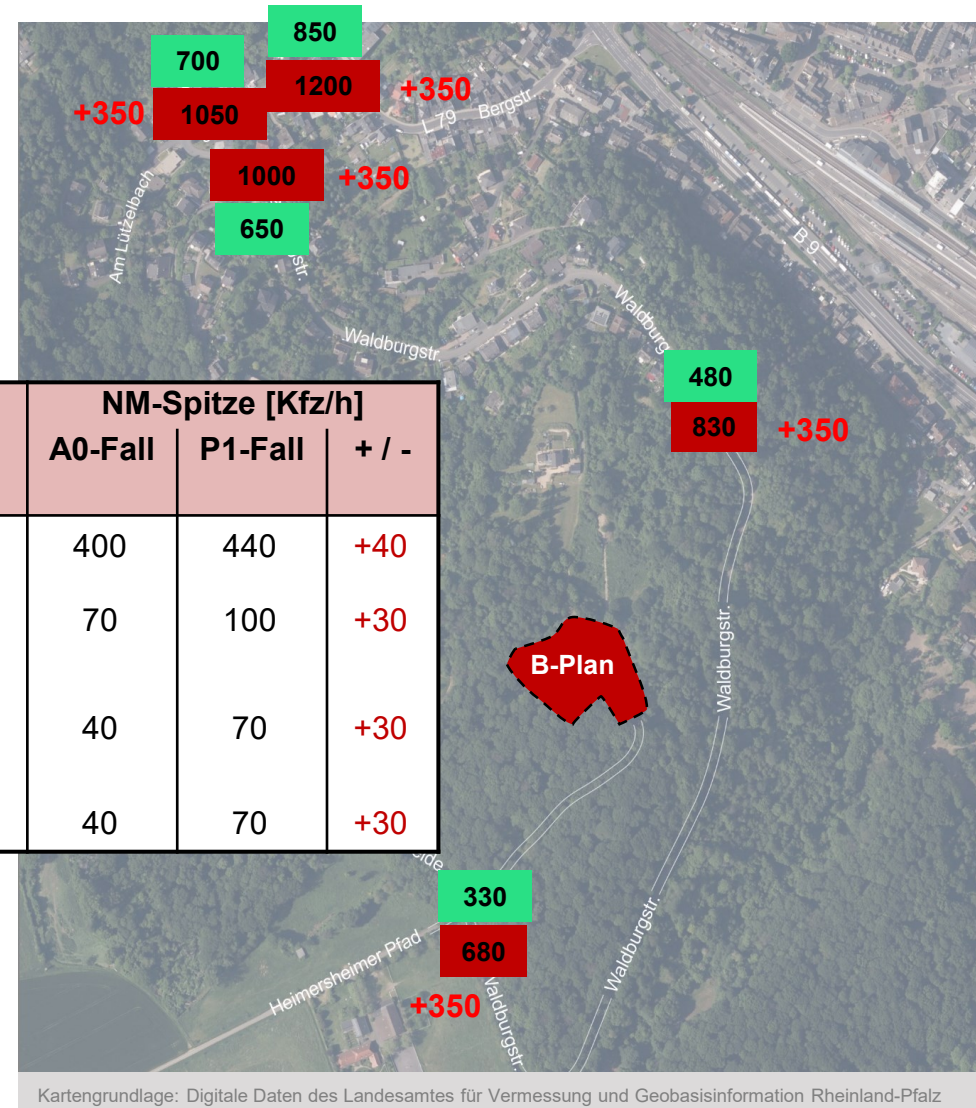 850
700
1200
+350
+350
1050
L 79 Bergstr.
1000
+350
650
Am Lützelbach
gstr.
B 9
Waldburgstr.
Waldburgstr.
480
830
+350
NM-Spitze [Kfz/h]
A0-Fall P1-Fall + / -
400 440 +40
70 100 +30
40 70 +30
40 70 +30
B-Plan
Waldburgstr.
330
680
+350
Heimersheimer Pfad
Waldburgstr.
Waldburgstr.
Kartengrundlage: Digitale Daten des Landesamtes für Vermessung und Geobasisinformation Rheinland-Pfalz